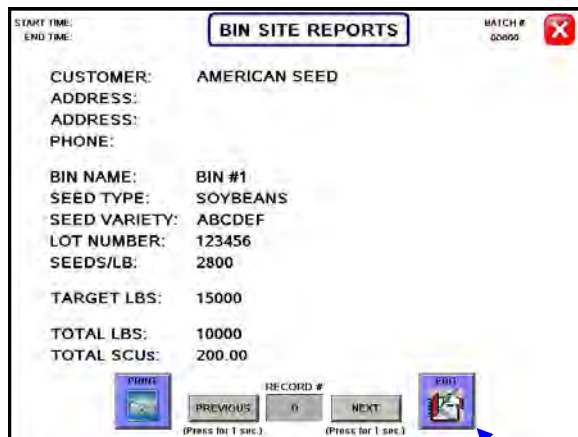 START TIME:
END TIME:
BIN SITE REPORTS
BATCH #
00000
CUSTOMER: AMERICAN SEED
ADDRESS:
ADDRESS:
PHONE:
BIN NAME: BIN #1
SEED TYPE: SOYBEANS
SEED VARIETY: ABCDEF
LOT NUMBER: 123456
SEEDS/LB: 2800
TARGET LBS: 15000
TOTAL LBS: 10000
TOTAL SCUs: 200.00
PRINT
RECORD #
EDIT
PREVIOUS 0 NEXT
(Press for 1 sec.) (Press for 1 sec.)